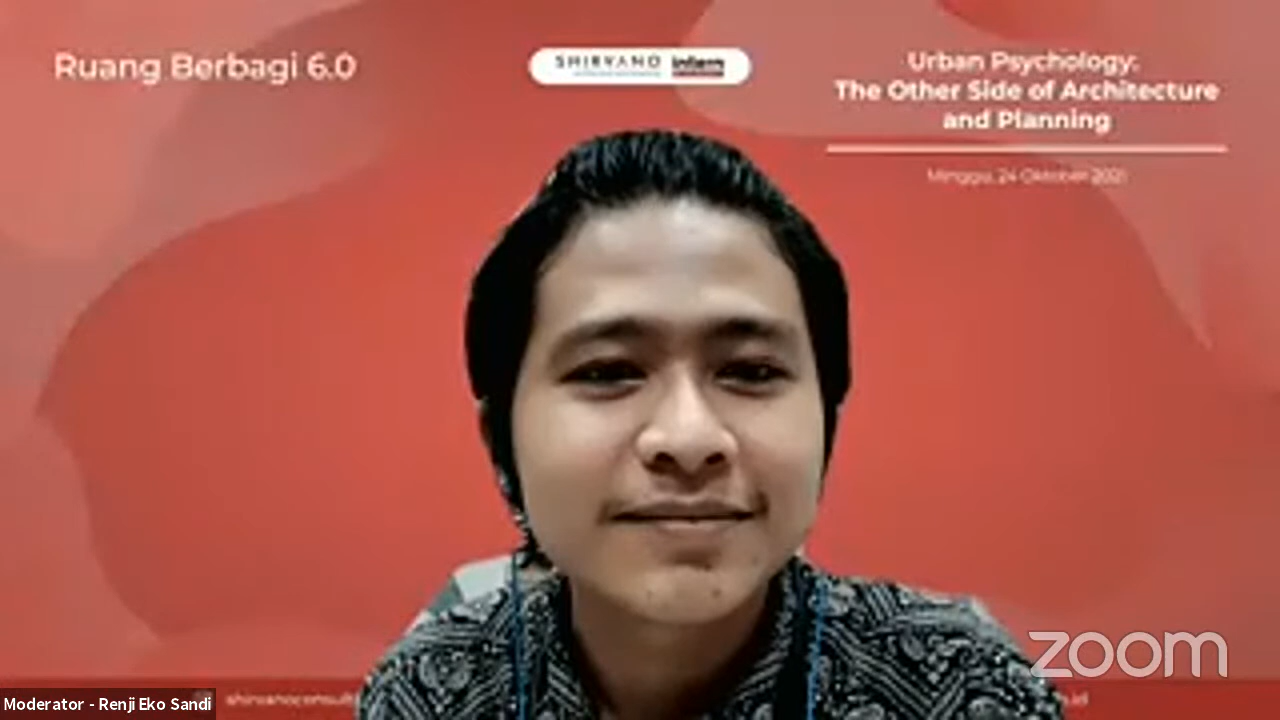 Ruang Berbagi 6.0
SHIRVANO intern
Urban Psychology:
The Other Side of Architecture
and Planning
Minggu, 24 Oktober 2021
zoom
Moderator - Renji Eko Sandi